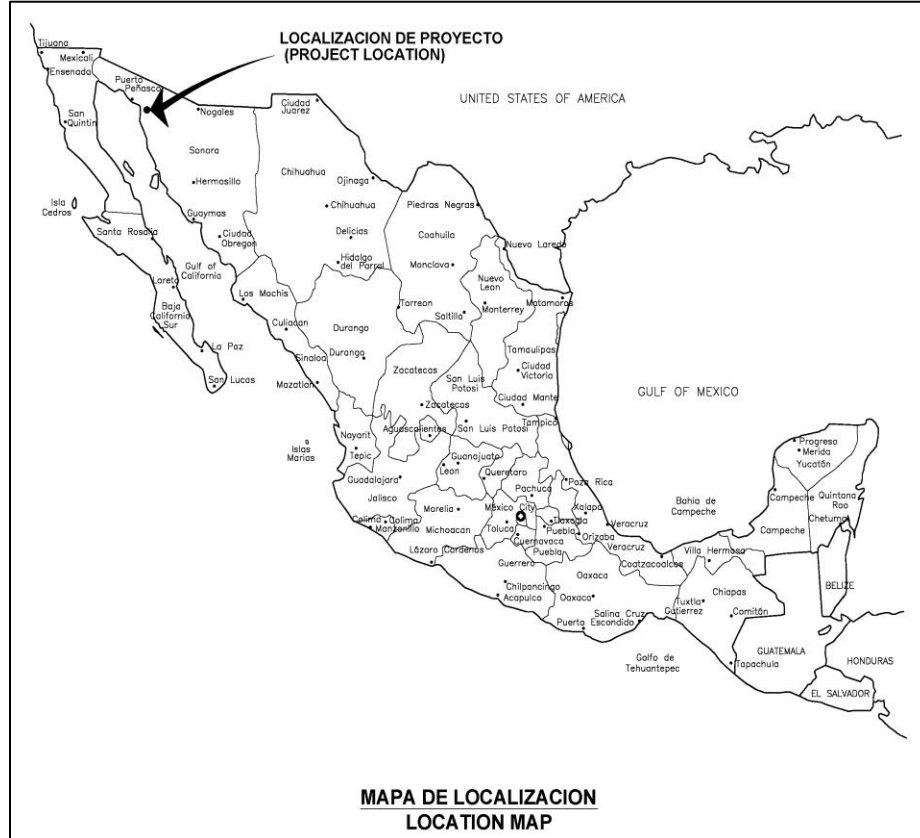 LOCALIZACION DE PROYECTO
(PROJECT LOCATION)
Tijuana
Mexicali
Ensenada
Puerto
Peñasco
San
Quintin
Nogales
Ciudad
Juarez
UNITED STATES OF AMERICA
Sonora
Chihuahua
Ojinaga
Hermosillo
Isla
Cedros
Chihuahua
Piedras Negras
Guaymas
Santa Rosalia
Ciudad
Obregon
Delicias
Coahuila
Nuevo Laredo
Hidalgo
del Parral
Monclova
Gulf of
California
Nuevo
Leon
Loreto
Los Mochis
Torreon
Saltillo
Monterrey
Matamoros
Baja
California
Sur
Culiacan
Durango
Sinaloa
Durango
Tamaulipas
La Paz
Zacatecas
Ciudad
Victoria
San Lucas
Mazatlan
San Luis
Potosi
GULF OF MEXICO
Zacatecas
Ciudad Mante
Islas
Marias
Nayarit
Tepic
Aguascalientes
San Luis Potosi
Tampico
Progreso
Merida
Yucatán
Guanajuato
Leon
Queretaro
Guadalajara
Jalisco
Pachuca
Poza Rica
Bahia de
Campeche
Campeche
Quintana
Roo
Chetumal
Morelia
Mexico City
Xalapa
Colima
Colima
Manzanillo
Michoacan
Toluca
Tlaxcala
Puebla
Veracruz
Campeche
Cuernavaca
Puebla
Orizaba
Veracruz
Villa Hermosa
Lázaro Cardenas
Guerrero
Coatzacoalcos
Oaxaca
BELIZE
Chilpancingo
Acapulco
Oaxaca
Chiapas
Tuxtla
Gutierrez
Comitán
Salina Cruz
Puerto Escondido
Golfo de
Tehuantepec
Tapachula
GUATEMALA
HONDURAS
EL SALVADOR
MAPA DE LOCALIZACION
LOCATION MAP